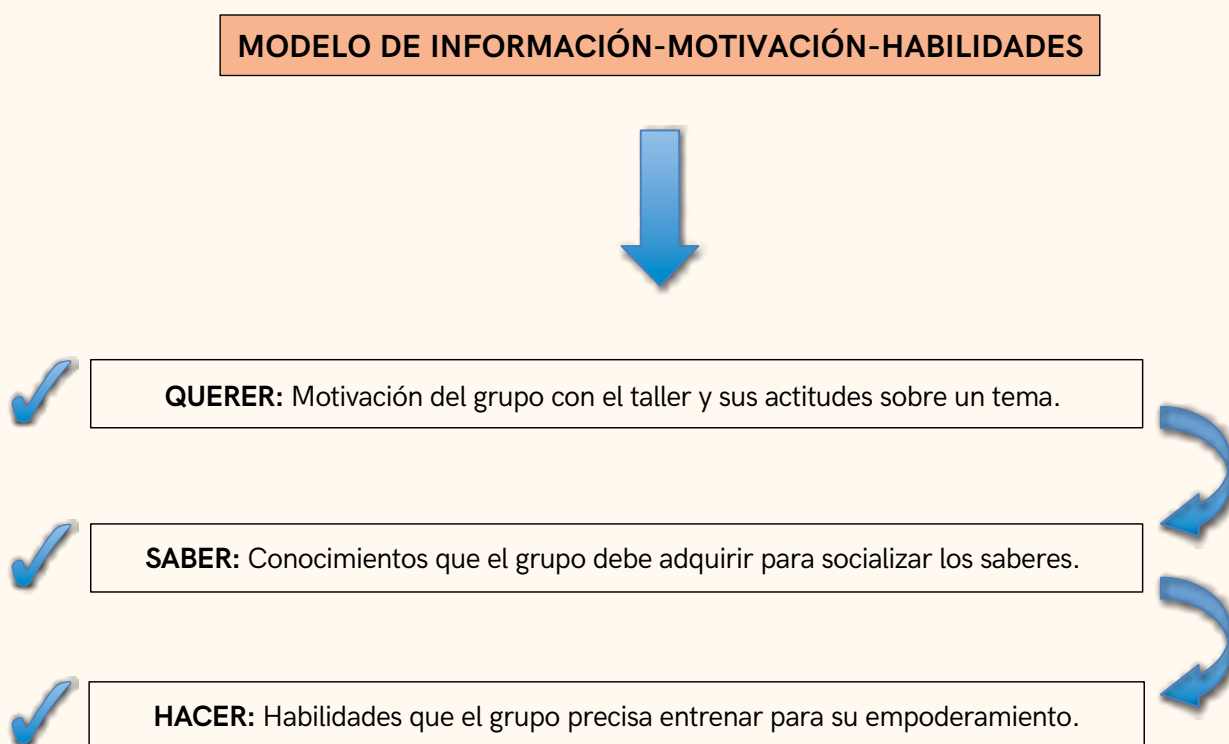 MODELO DE INFORMACIÓN-MOTIVACIÓN-HABILIDADES
QUERER: Motivación del grupo con el taller y sus actitudes sobre un tema.
SABER: Conocimientos que el grupo debe adquirir para socializar los saberes.
HACER: Habilidades que el grupo precisa entrenar para su empoderamiento.